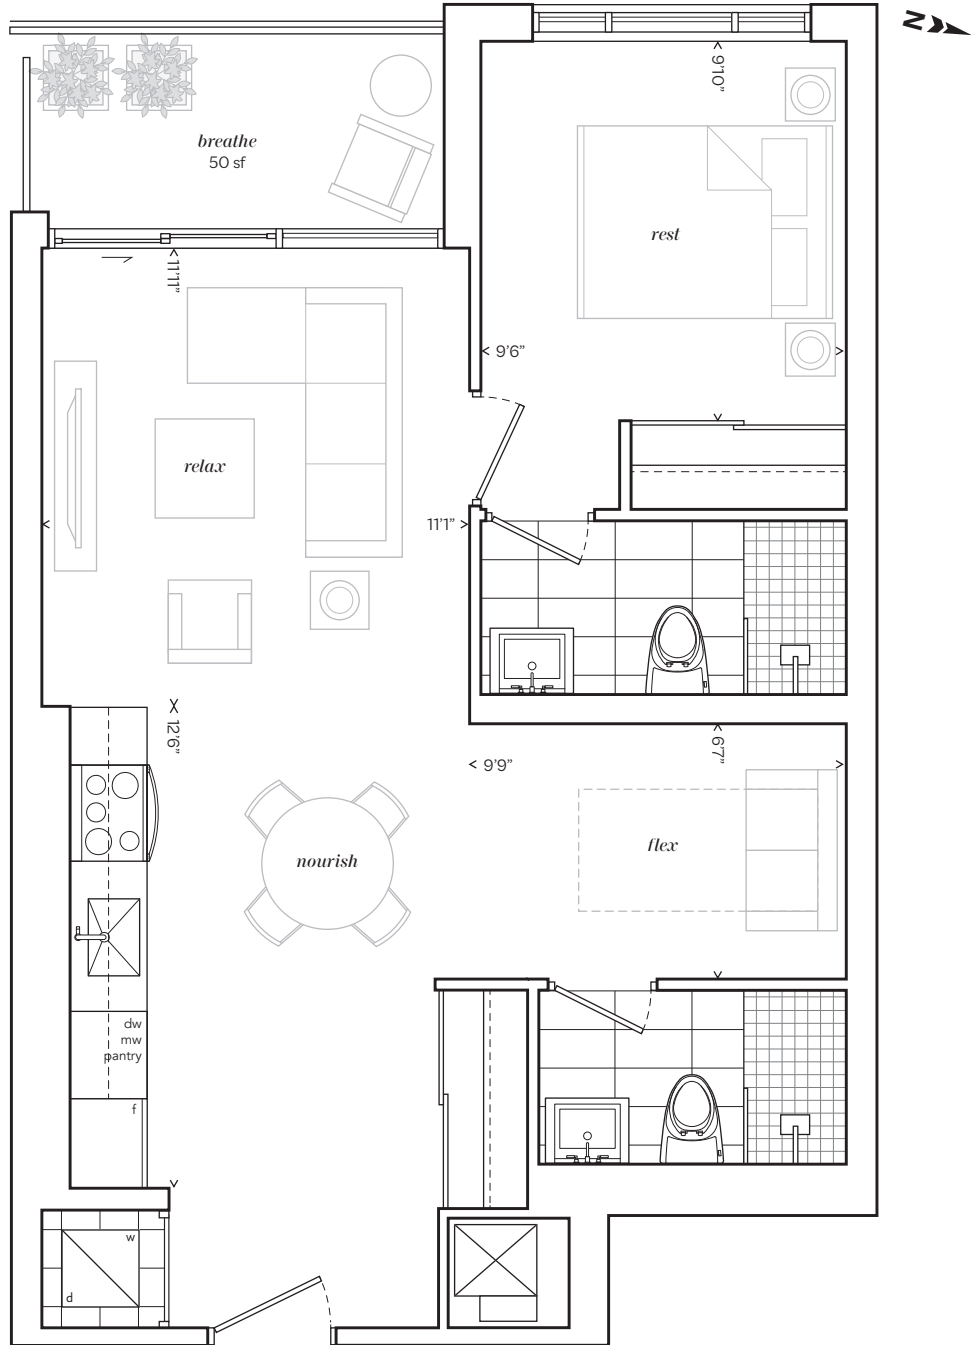 N
breathe
50 sf
9'10”
rest
11'11”
9'6”
relax
11'1”
12'6”
9'9”
6'7”
nourish
flex
dw
mw
pantry
f
w
d